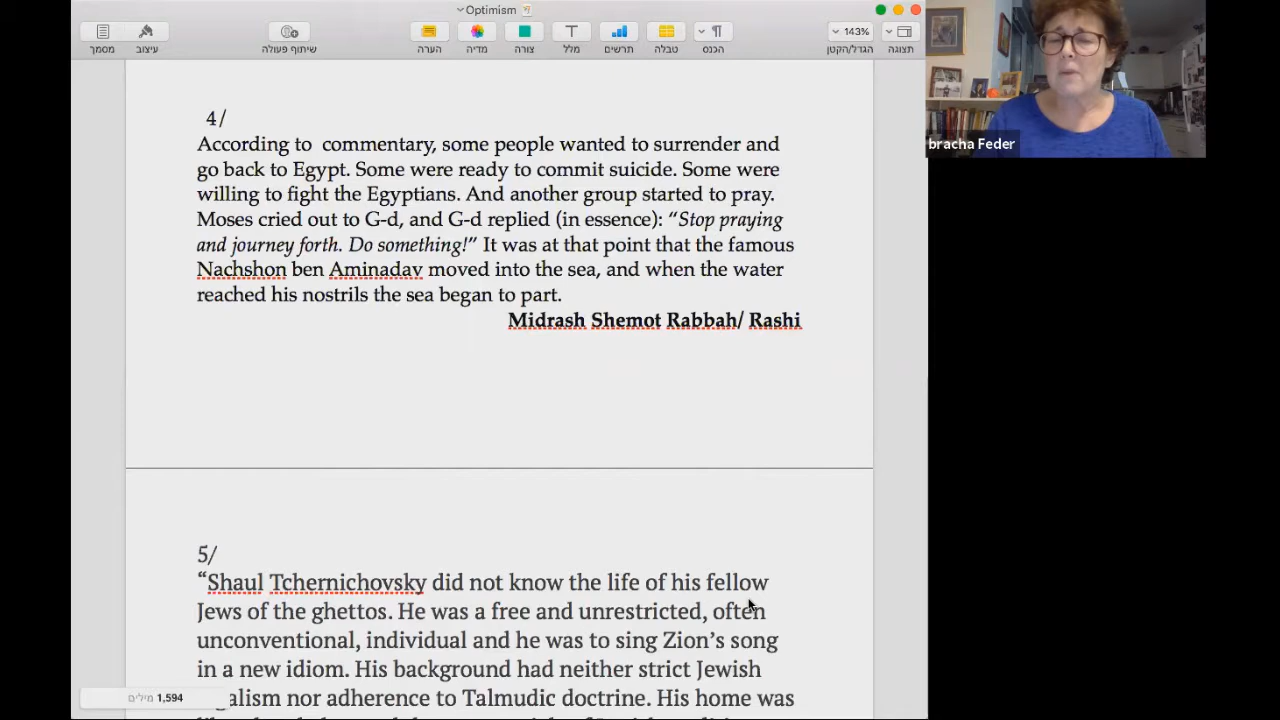 Optimism
מסמך
עיצוב
שיתוף פעולה
הערה
מדיה
צורה
מלל
תרשים
טבלה
הכנס
143%
הגדל/הקטן
תצוגה
4/
According to commentary, some people wanted to surrender and
go back to Egypt. Some were ready to commit suicide. Some were
willing to fight the Egyptians. And another group started to pray.
Moses cried out to G-d, and G-d replied (in essence): “Stop praying
and journey forth. Do something!” It was at that point that the famous
Nachshon ben Aminadav moved into the sea, and when the water
reached his nostrils the sea began to part.
Midrash Shemot Rabbah/ Rashi
5/
“Shaul Tchernichovsky did not know the life of his fellow
Jews of the ghettos. He was a free and unrestricted, often
unconventional, individual and he was to sing Zion’s song
in a new idiom. His background had neither strict Jewish
galism nor adherence to Talmudic doctrine. His home was
1,594 מילים
bracha Feder